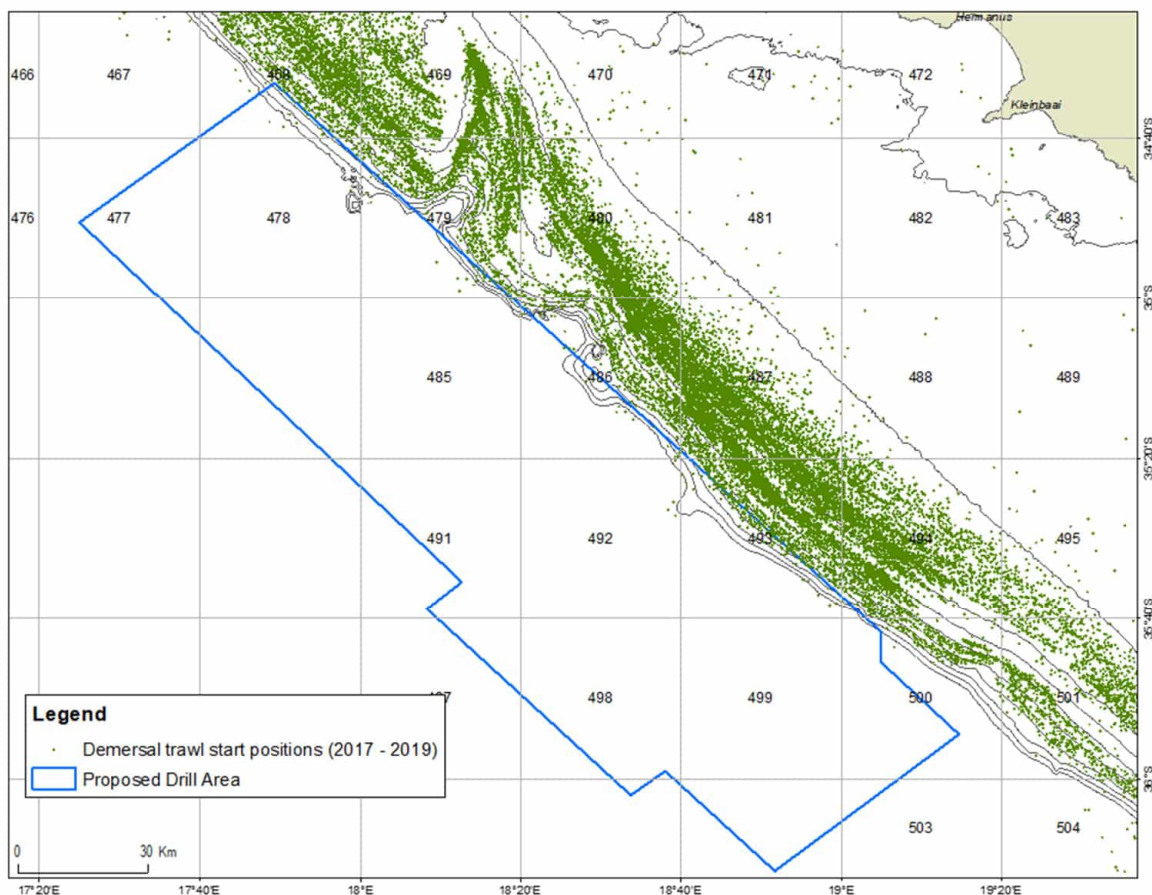 Hermanus
466 467 468 469 470 471 472
Kleinbaai
34°40'S
476 477 478 479 480 481 482 483
35°S
485 486 487 488 489
35°20'S
491 492 493 494 495
35°40'S
498 499 500 501
Legend
Demersal trawl start positions (2017 - 2019)
Proposed Drill Area
36°S
503 504
0 30 Km
17°20'E 17°40'E 18°E 18°20'E 18°40'E 19°E 19°20'E